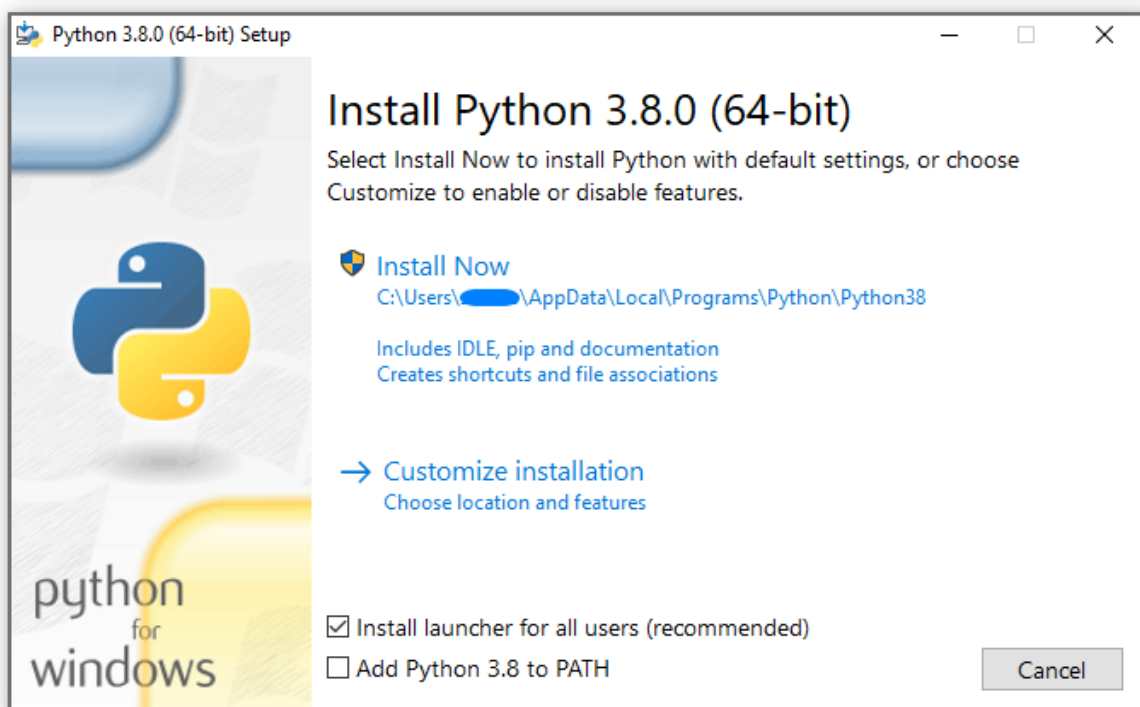 Python 3.8.0 (64-bit) Setup
Install Python 3.8.0 (64-bit)
Select Install Now to install Python with default settings, or choose
Customize to enable or disable features.
Install Now
C:\Users\ \AppData\Local\Programs\Python\Python38
Includes IDLE, pip and documentation
Creates shortcuts and file associations
Customize installation
Choose location and features
python
for
windows
Install launcher for all users (recommended)
Add Python 3.8 to PATH
Cancel